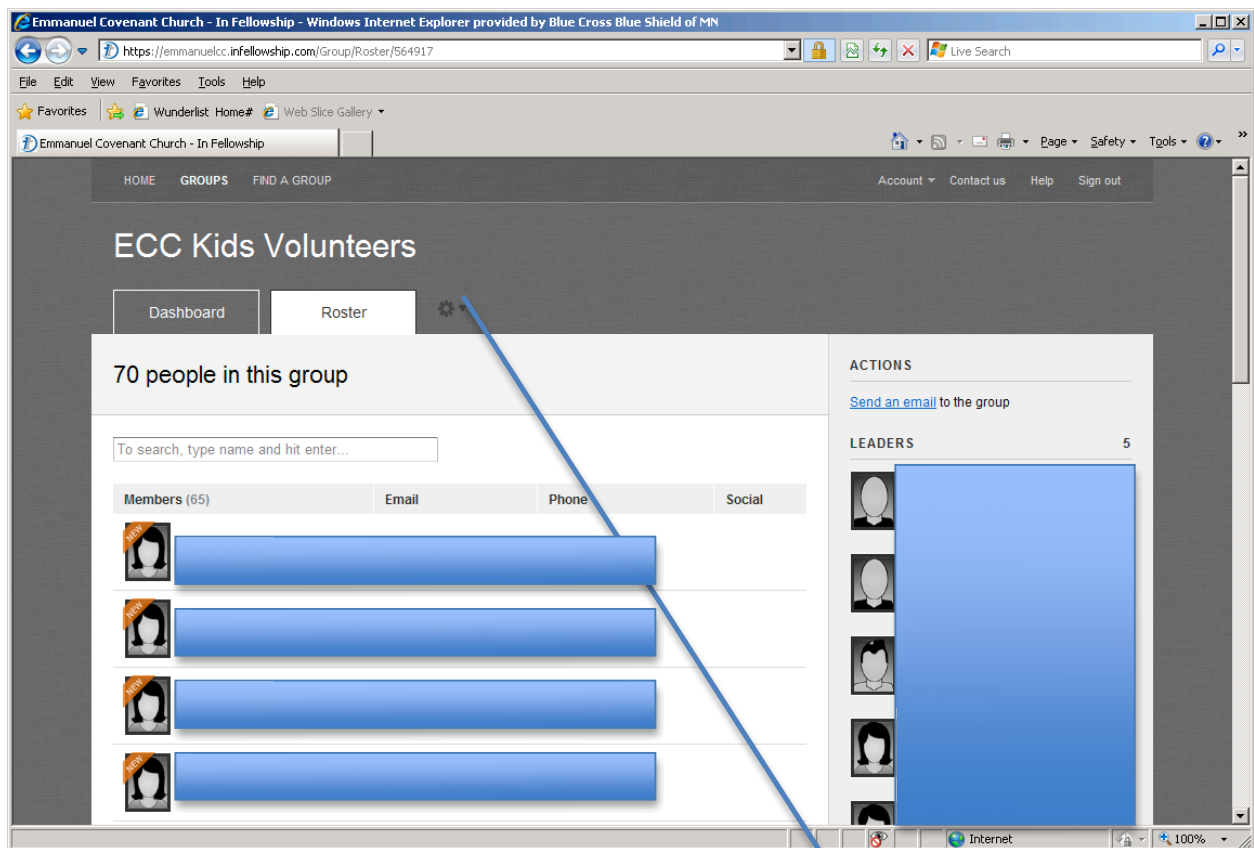 Emmanuel Covenant Church - In Fellowship - Windows Internet Explorer provided by Blue Cross Blue Shield of MN
https://emmanuelcc.infellowship.com/Group/Roster/564917
Live Search
File Edit View Favorites Tools Help
Favorites Wunderlist Home# Web Slice Gallery
Emmanuel Covenant Church - In Fellowship
Page Safety Tools »
HOME GROUPS FIND A GROUP Account Contact us Help Sign out
ECC Kids Volunteers
Dashboard Roster
70 people in this group
To search, type name and hit enter...
Members (65) Email Phone Social
NEW
NEW
NEW
NEW
ACTIONS
Send an email to the group
LEADERS 5
Internet 100%